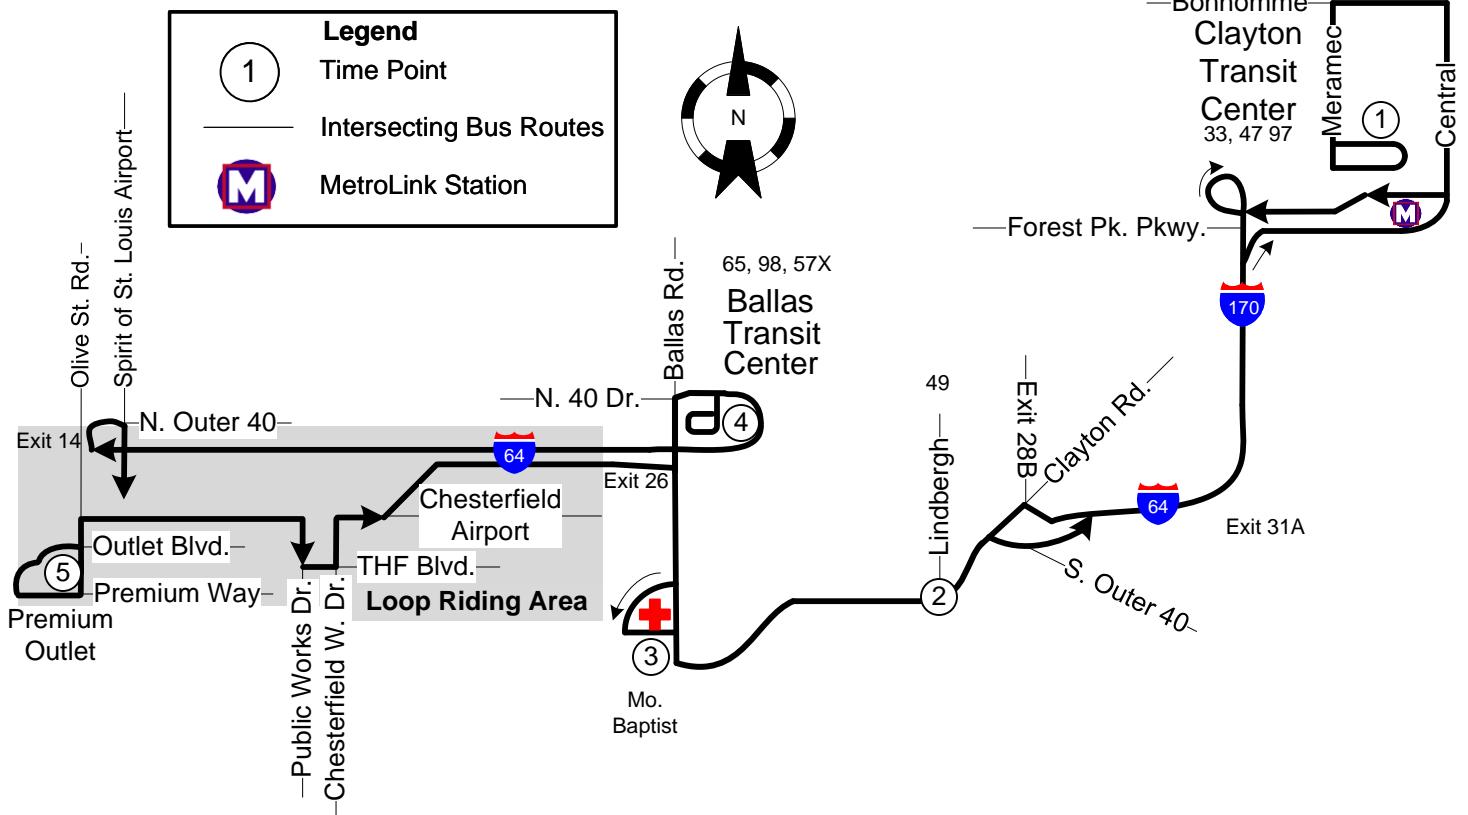 Legend
1
Time Point
Intersecting Bus Routes
M
MetroLink Station
N
Bonhomme
Clayton
Transit
Center
33, 47 97
Meramec
1
Central
M
Forest Pk. Pkwy.
170
Olive St. Rd.
Spirit of St. Louis Airport
Ballas Rd.
65, 98, 57X
Ballas
Transit
Center
N. 40 Dr.
4
N. Outer 40
Exit 14
64
Exit 26
Chesterfield
Airport
Outlet Blvd.
5
Premium Way
THF Blvd.
Loop Riding Area
Premium
Outlet
Public Works Dr.
Chesterfield W. Dr.
3
Mo.
Baptist
49
Lindbergh
2
Exit 28B
Clayton Rd.
64
Exit 31A
S. Outer 40